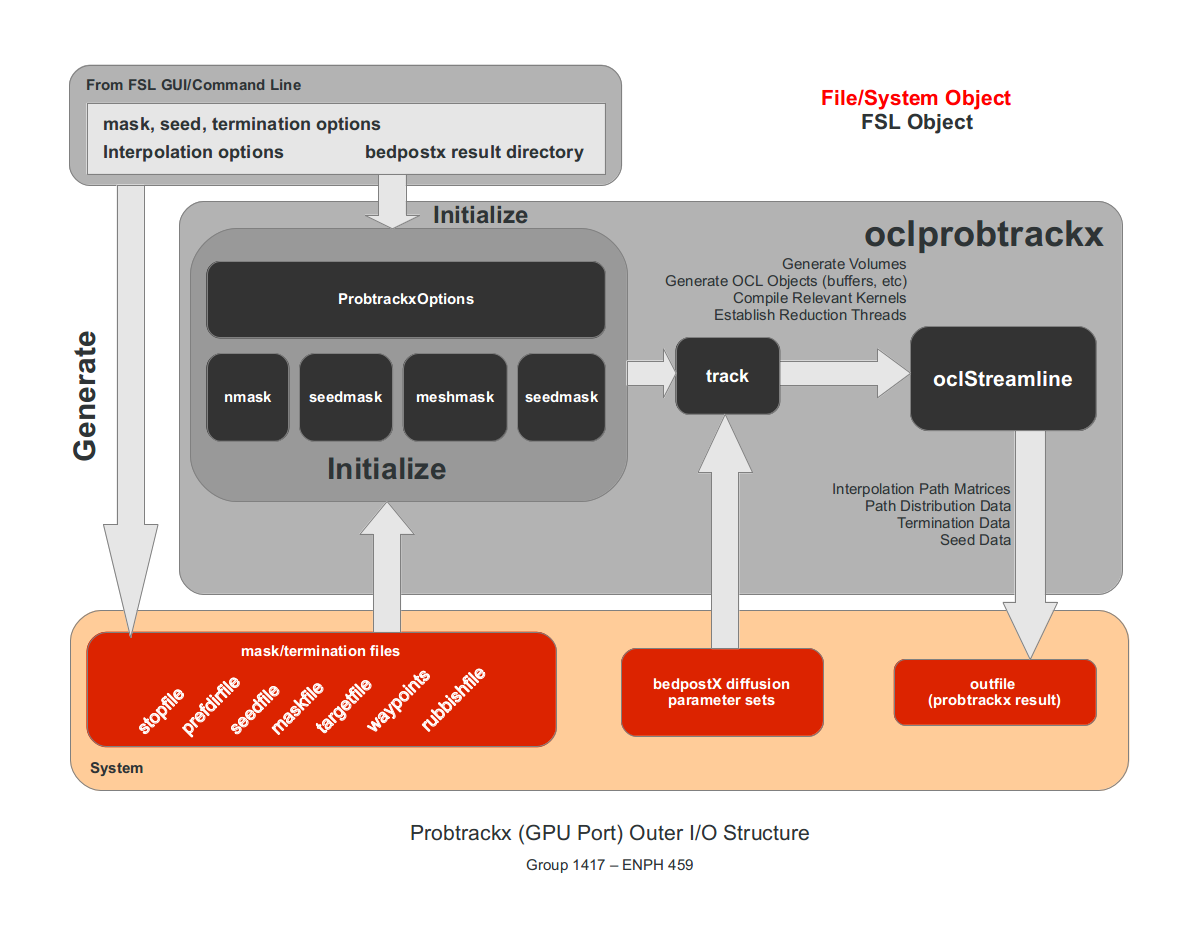 From FSL GUI/Command Line
mask, seed, termination options
Interpolation options
bedpostx result directory
File/System Object
FSL Object
Initialize
oclprobtrackx
Generate Volumes
Generate OCL Objects (buffers, etc)
Compile Relevant Kernels
Establish Reduction Threads
ProbtrackxOptions
nmask
seedmask
meshmask
seedmask
Initialize
track
oclStreamline
Generate
Interpolation Path Matrices
Path Distribution Data
Termination Data
Seed Data
mask/termination files
stopfile
prefdirfile
seedfile
maskfile
targetfile
waypoints
rubbishfile
bedpostX diffusion
parameter sets
outfile
(probtrackx result)
System
Probtrackx (GPU Port) Outer I/O Structure
Group 1417 – ENPH 459